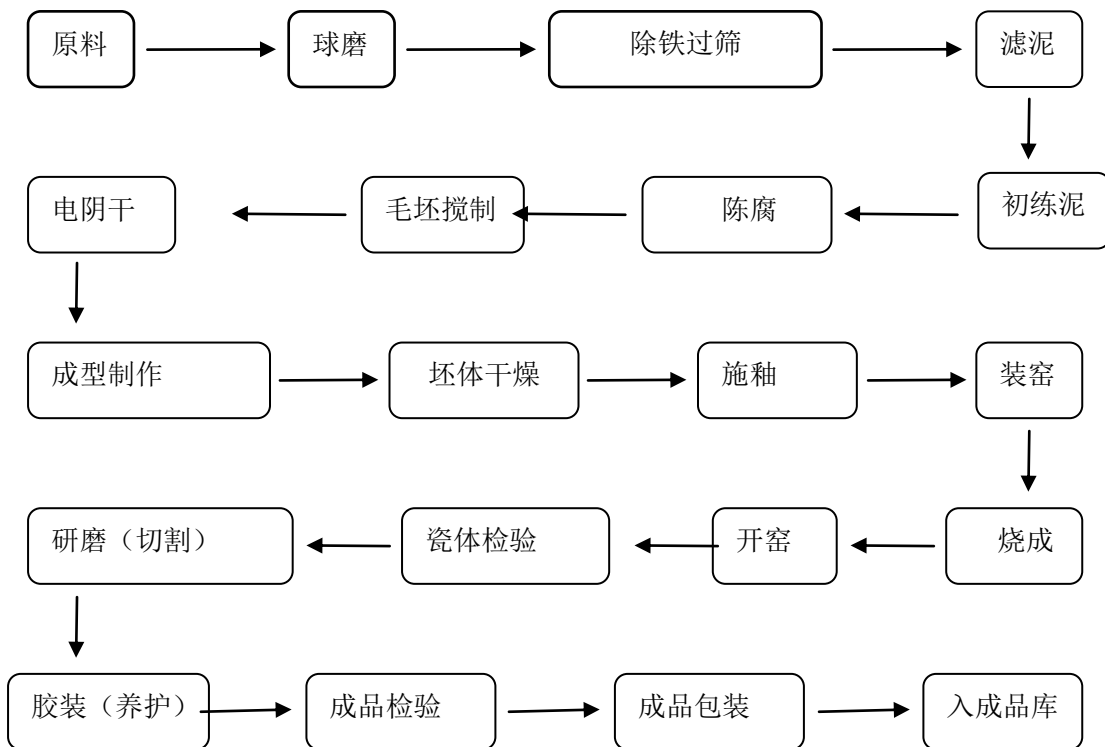 原料 球磨 除铁过筛 滤泥
电阴干 毛坯搅制 陈腐 初练泥
成型制作 坯体干燥 施釉 装窑
研磨（切割） 瓷体检验 开窑 烧成
胶装（养护） 成品检验 成品包装 入成品库